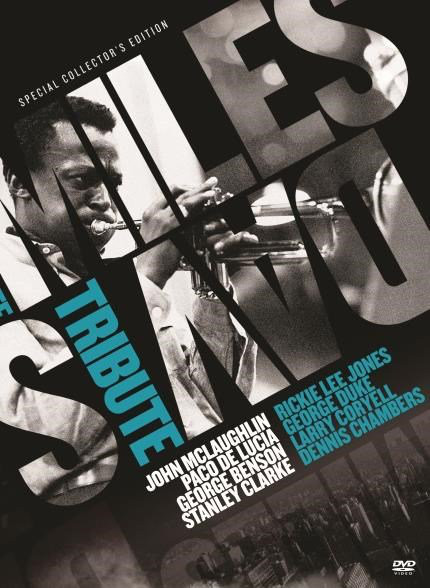 SPECIAL COLLECTOR'S EDITION
MILES
DAVIS
TRIBUTE
JOHN MCLAUGHLIN
PACO DE LUCIA
GEORGE BENSON
STANLEY CLARKE
RICKIE LEE JONES
GEORGE DUKE
LARRY CORYELL
DENNIS CHAMBERS
DVD
VIDEO